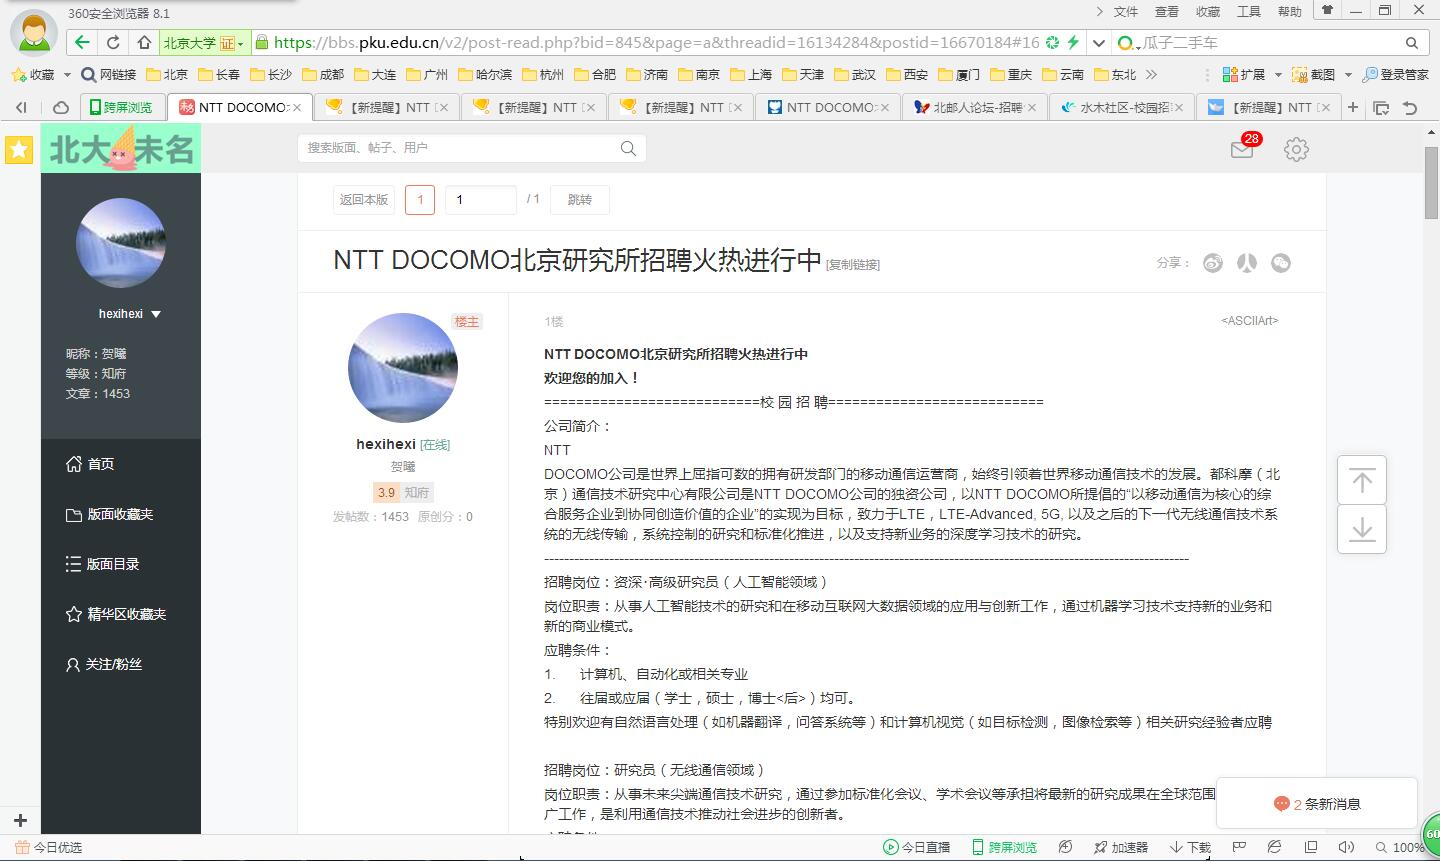 360安全浏览器 8.1
文件 查看 收藏 工具 帮助
北京大学 证
https://bbs.pku.edu.cn/v2/post-read.php?bid=845&page=a&threadid=16134284&postid=16670184#16
瓜子二手车
收藏 网链接 北京 长春 长沙 成都 大连 广州 哈尔滨 杭州 合肥 济南 南京 上海 天津 武汉 西安 厦门 重庆 云南 东北 扩展 截图 登录管家
跨屏浏览 NTT DOCOMO 【新提醒】NTT 【新提醒】NTT 【新提醒】NTT NTT DOCOMO 北邮人论坛-招聘 水木社区-校园招 【新提醒】NTT
北大未名
搜索版面、帖子、用户
28
返回本版 1 1 / 1 跳转
NTT DOCOMO北京研究所招聘火热进行中 [复制链接]
分享：
hexihexi
昵称：贺曦
等级：知府
文章：1453
首页
版面收藏夹
版面目录
精华区收藏夹
关注/粉丝
楼主
hexihexi [在线]
贺曦
3.9 知府
发帖数：1453 原创分：0
1楼
<ASCIIArt>
NTT DOCOMO北京研究所招聘火热进行中
欢迎您的加入！
===========================校 园 招 聘===========================
公司简介：
NTT
DOCOMO公司是世界上屈指可数的拥有研发部门的移动通信运营商，始终引领着世界移动通信技术的发展。都科摩（北
京）通信技术研究中心有限公司是NTT DOCOMO公司的独资公司，以NTT DOCOMO所提倡的“以移动通信为核心的综
合服务企业到协同创造价值的企业”的实现为目标，致力于LTE，LTE-Advanced, 5G, 以及之后的下一代无线通信技术系
统的无线传输，系统控制的研究和标准化推进，以及支持新业务的深度学习技术的研究。
招聘岗位：资深·高级研究员（人工智能领域）
岗位职责：从事人工智能技术的研究和在移动互联网大数据领域的应用与创新工作，通过机器学习技术支持新的业务和
新的商业模式。
应聘条件：
1. 计算机、自动化或相关专业
2. 往届或应届（学士，硕士，博士<后>）均可。
特别欢迎有自然语言处理（如机器翻译，问答系统等）和计算机视觉（如目标检测，图像检索等）相关研究经验者应聘
招聘岗位：研究员（无线通信领域）
岗位职责：从事未来尖端通信技术研究，通过参加标准化会议、学术会议等承担将最新的研究成果在全球范围
广工作，是利用通信技术推动社会进步的创新者。
2 条新消息
今日优选
今日直播 跨屏浏览 加速器 下载 100%
60